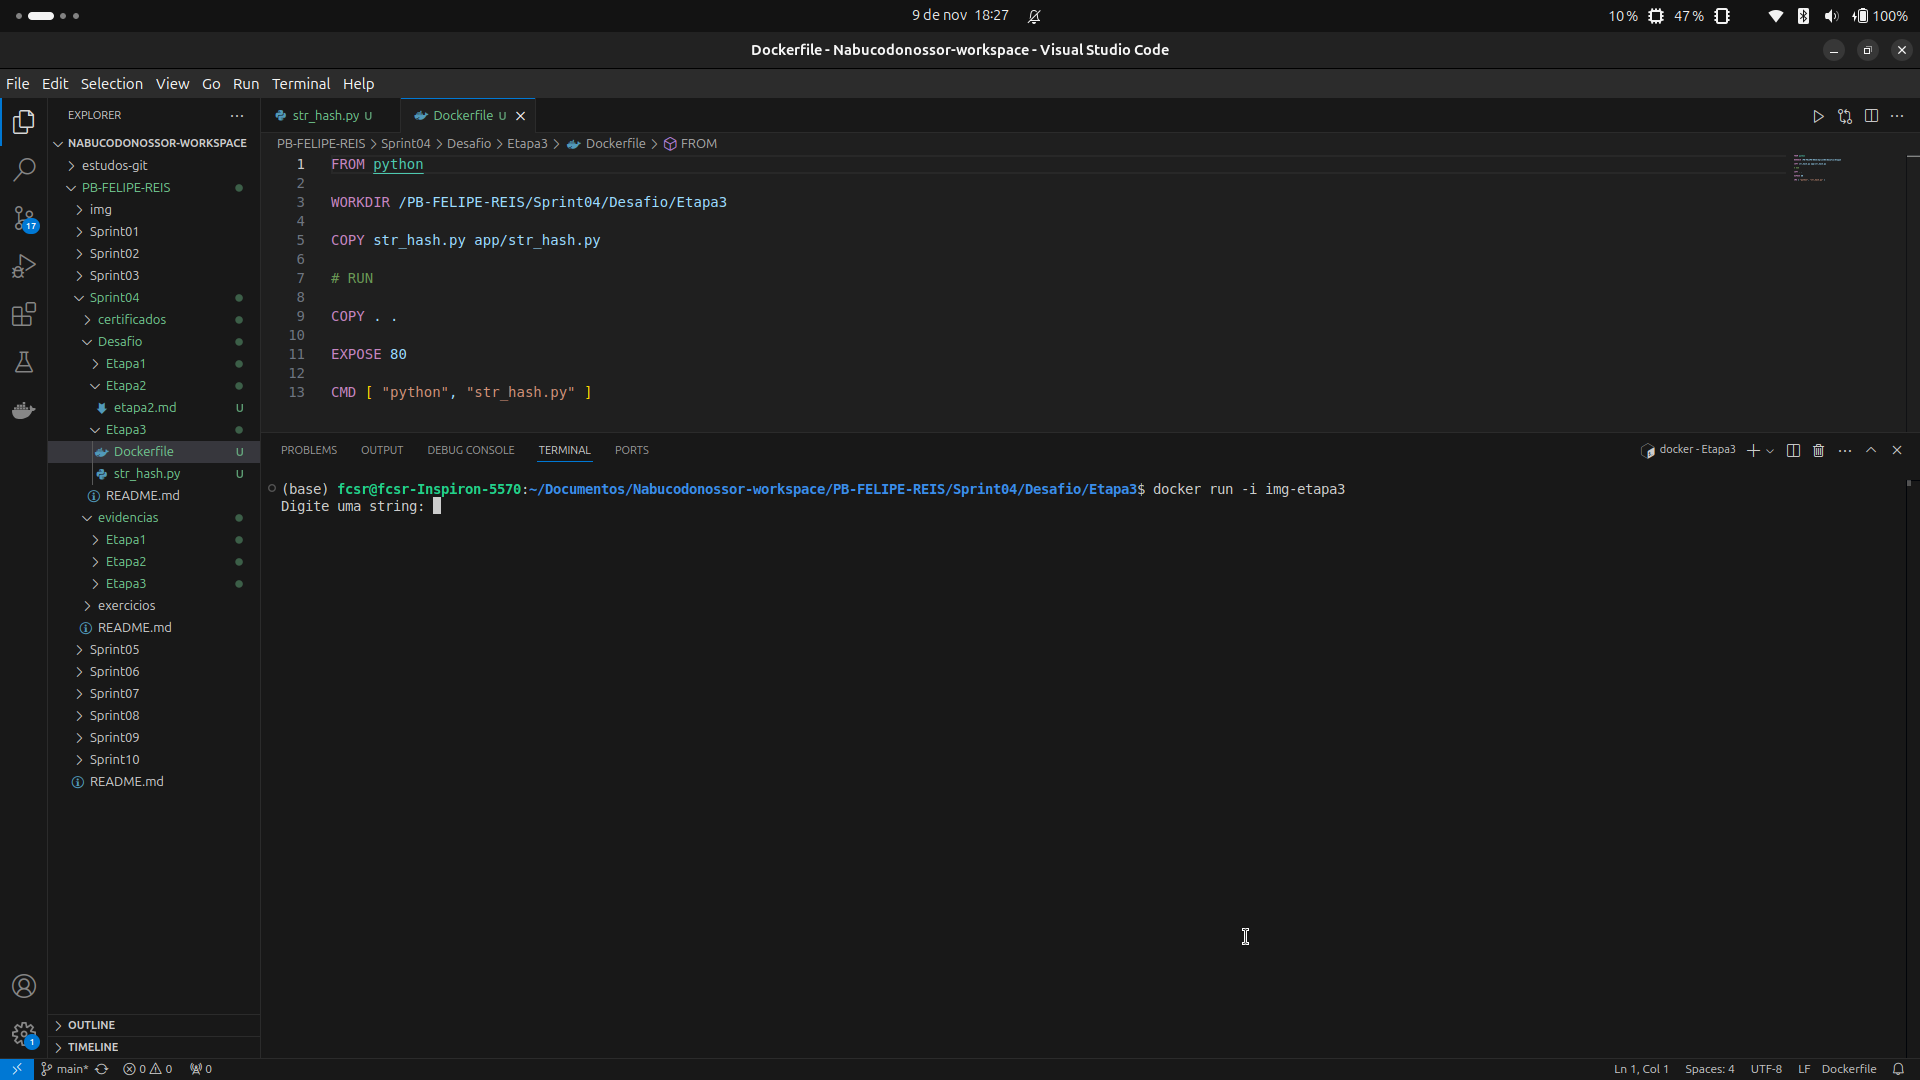 9 de nov 18:27
10 % 47 % 100%
Dockerfile - Nabucodonossor-workspace - Visual Studio Code
File Edit Selection View Go Run Terminal Help
EXPLORER
NABUCODONOSSOR-WORKSPACE
estudos-git
PB-FELIPE-REIS
img
Sprint01
Sprint02
Sprint03
Sprint04
certificados
Desafio
Etapa1
Etapa2
etapa2.md U
Etapa3
Dockerfile U
str_hash.py U
README.md
evidencias
Etapa1
Etapa2
Etapa3
exercicios
README.md
Sprint05
Sprint06
Sprint07
Sprint08
Sprint09
Sprint10
README.md
OUTLINE
TIMELINE
17
1
str_hash.py U Dockerfile U
PB-FELIPE-REIS > Sprint04 > Desafio > Etapa3 > Dockerfile > FROM
1 FROM python
2
3 WORKDIR /PB-FELIPE-REIS/Sprint04/Desafio/Etapa3
4
5 COPY str_hash.py app/str_hash.py
6
7 # RUN
8
9 COPY . .
10
11 EXPOSE 80
12
13 CMD [ "python", "str_hash.py" ]
PROBLEMS OUTPUT DEBUG CONSOLE TERMINAL PORTS
docker - Etapa3
(base) fcsr@fcsr-Inspiron-5570:~/Documentos/Nabucodonossor-workspace/PB-FELIPE-REIS/Sprint04/Desafio/Etapa3$ docker run -i img-etapa3
Digite uma string:
main* 0 0 0
Ln 1, Col 1 Spaces: 4 UTF-8 LF Dockerfile